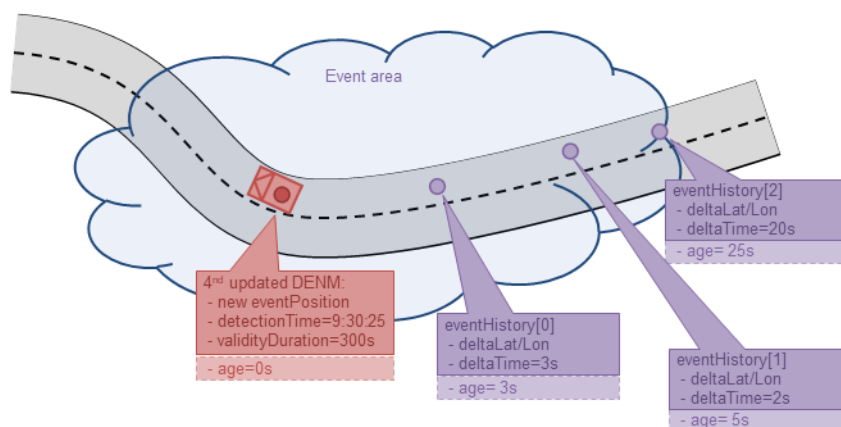 Event area
eventHistory[2]
- deltaLat/Lon
- deltaTime=20s
- age= 25s
4nd updated DENM:
- new eventPosition
- detectionTime=9:30:25
- validityDuration=300s
- age=0s
eventHistory[0]
- deltaLat/Lon
- deltaTime=3s
- age= 3s
eventHistory[1]
- deltaLat/Lon
- deltaTime=2s
- age= 5s